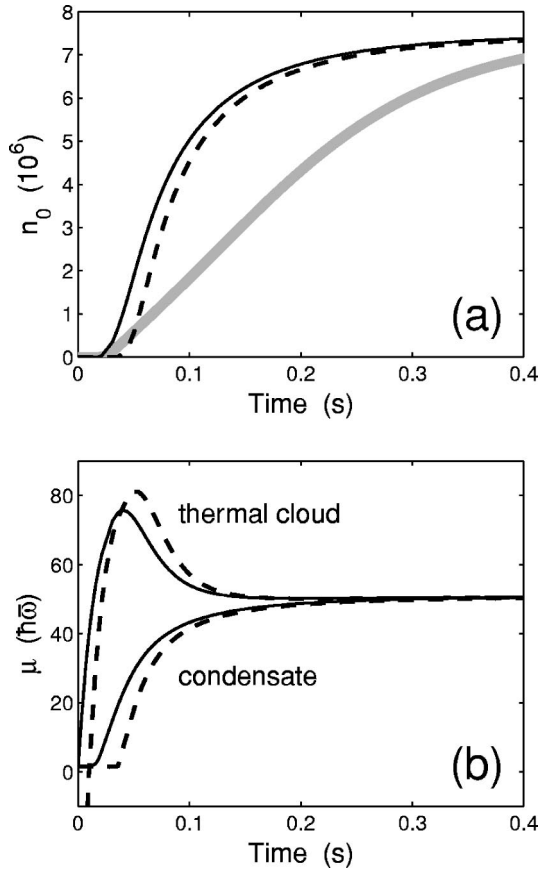 8
7
6
5
4
3
2
1
0
n₀ (10⁶)
0 0.1 0.2 0.3 0.4
Time (s)
(a)
80
60
40
20
0
μ (ħω̄)
thermal cloud
condensate
0 0.1 0.2 0.3 0.4
Time (s)
(b)